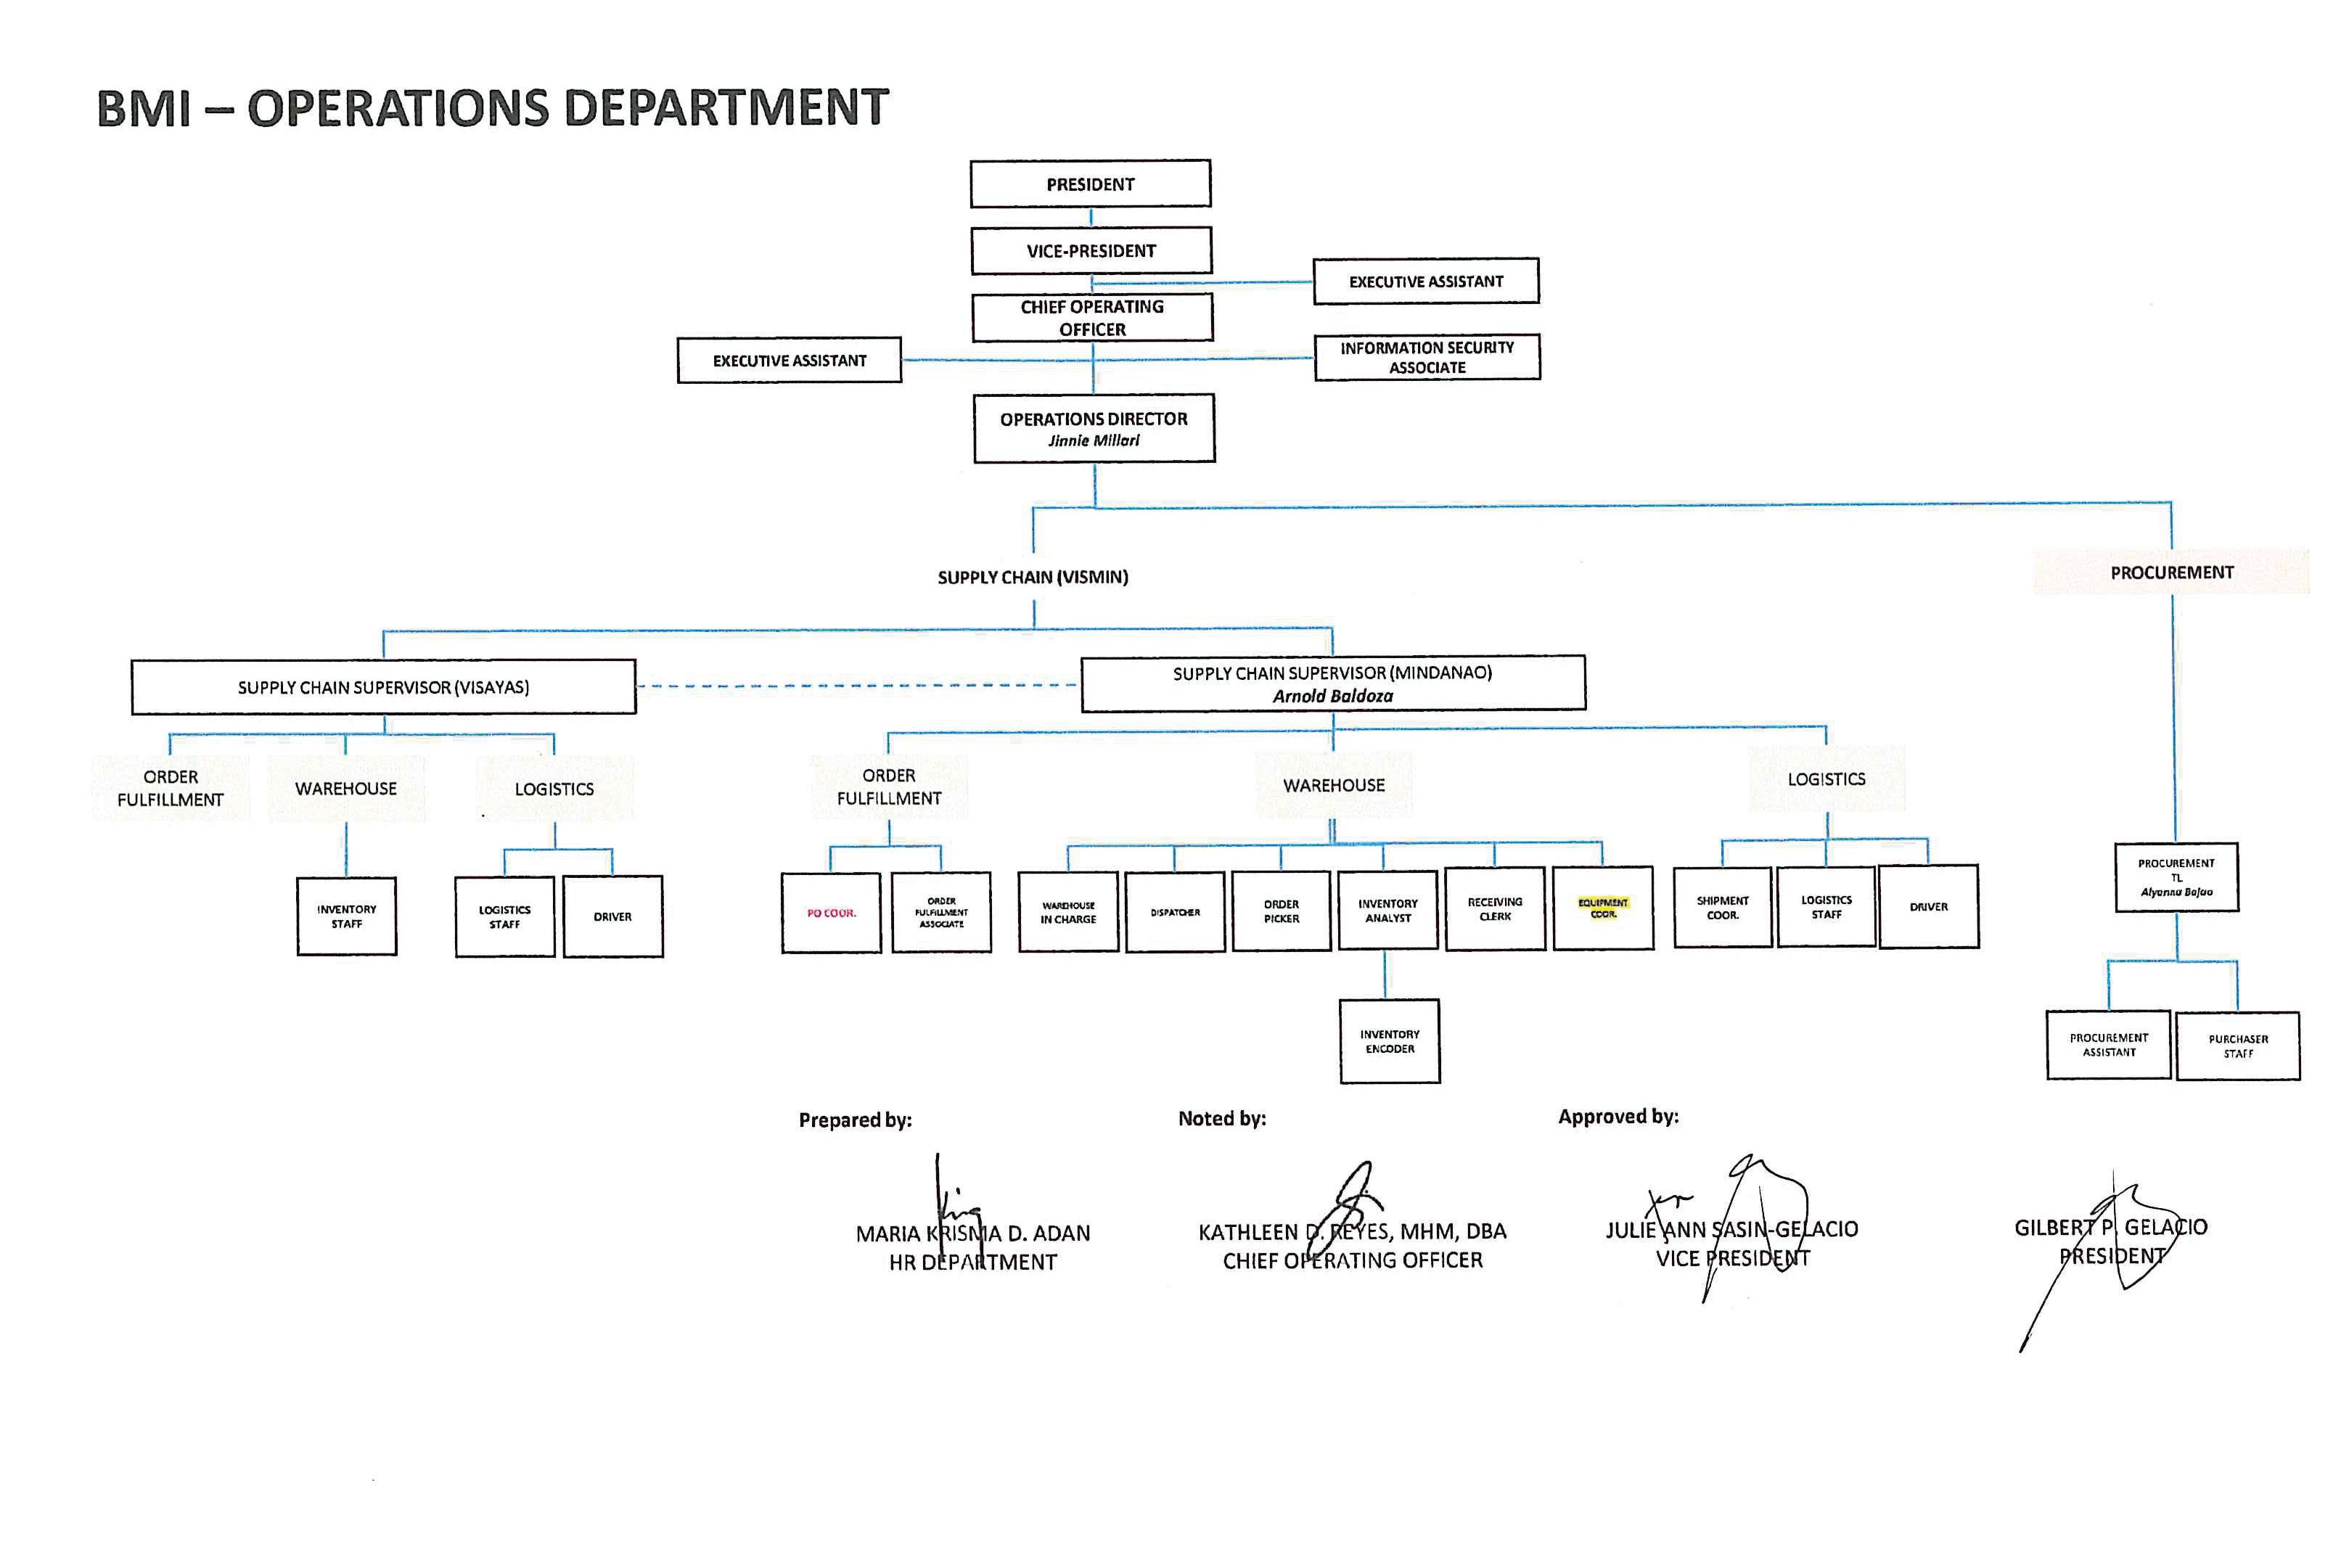 BMI – OPERATIONS DEPARTMENT
PRESIDENT
VICE-PRESIDENT
EXECUTIVE ASSISTANT
CHIEF OPERATING
OFFICER
EXECUTIVE ASSISTANT
INFORMATION SECURITY
ASSOCIATE
OPERATIONS DIRECTOR
Jinnie Millari
SUPPLY CHAIN (VISMIN)
PROCUREMENT
SUPPLY CHAIN SUPERVISOR (VISAYAS)
SUPPLY CHAIN SUPERVISOR (MINDANAO)
Arnold Baldoza
ORDER
FULFILLMENT
WAREHOUSE
LOGISTICS
ORDER
FULFILLMENT
WAREHOUSE
LOGISTICS
INVENTORY
STAFF
LOGISTICS
STAFF
DRIVER
PO COOR.
ORDER
FULFILLMENT
ASSOCIATE
WAREHOUSE
IN CHARGE
DISPATCHER
ORDER
PICKER
INVENTORY
ANALYST
RECEIVING
CLERK
EQUIPMENT
COOR.
SHIPMENT
COOR.
LOGISTICS
STAFF
DRIVER
PROCUREMENT
TL
Alyanna Bajao
INVENTORY
ENCODER
PROCUREMENT
ASSISTANT
PURCHASER
STAFF
Prepared by:
Noted by:
Approved by:
MARIA KRISMA D. ADAN
HR DEPARTMENT
KATHLEEN D. REYES, MHM, DBA
CHIEF OPERATING OFFICER
JULIE ANN SASIN-GELACIO
VICE PRESIDENT
GILBERT P. GELACIO
PRESIDENT